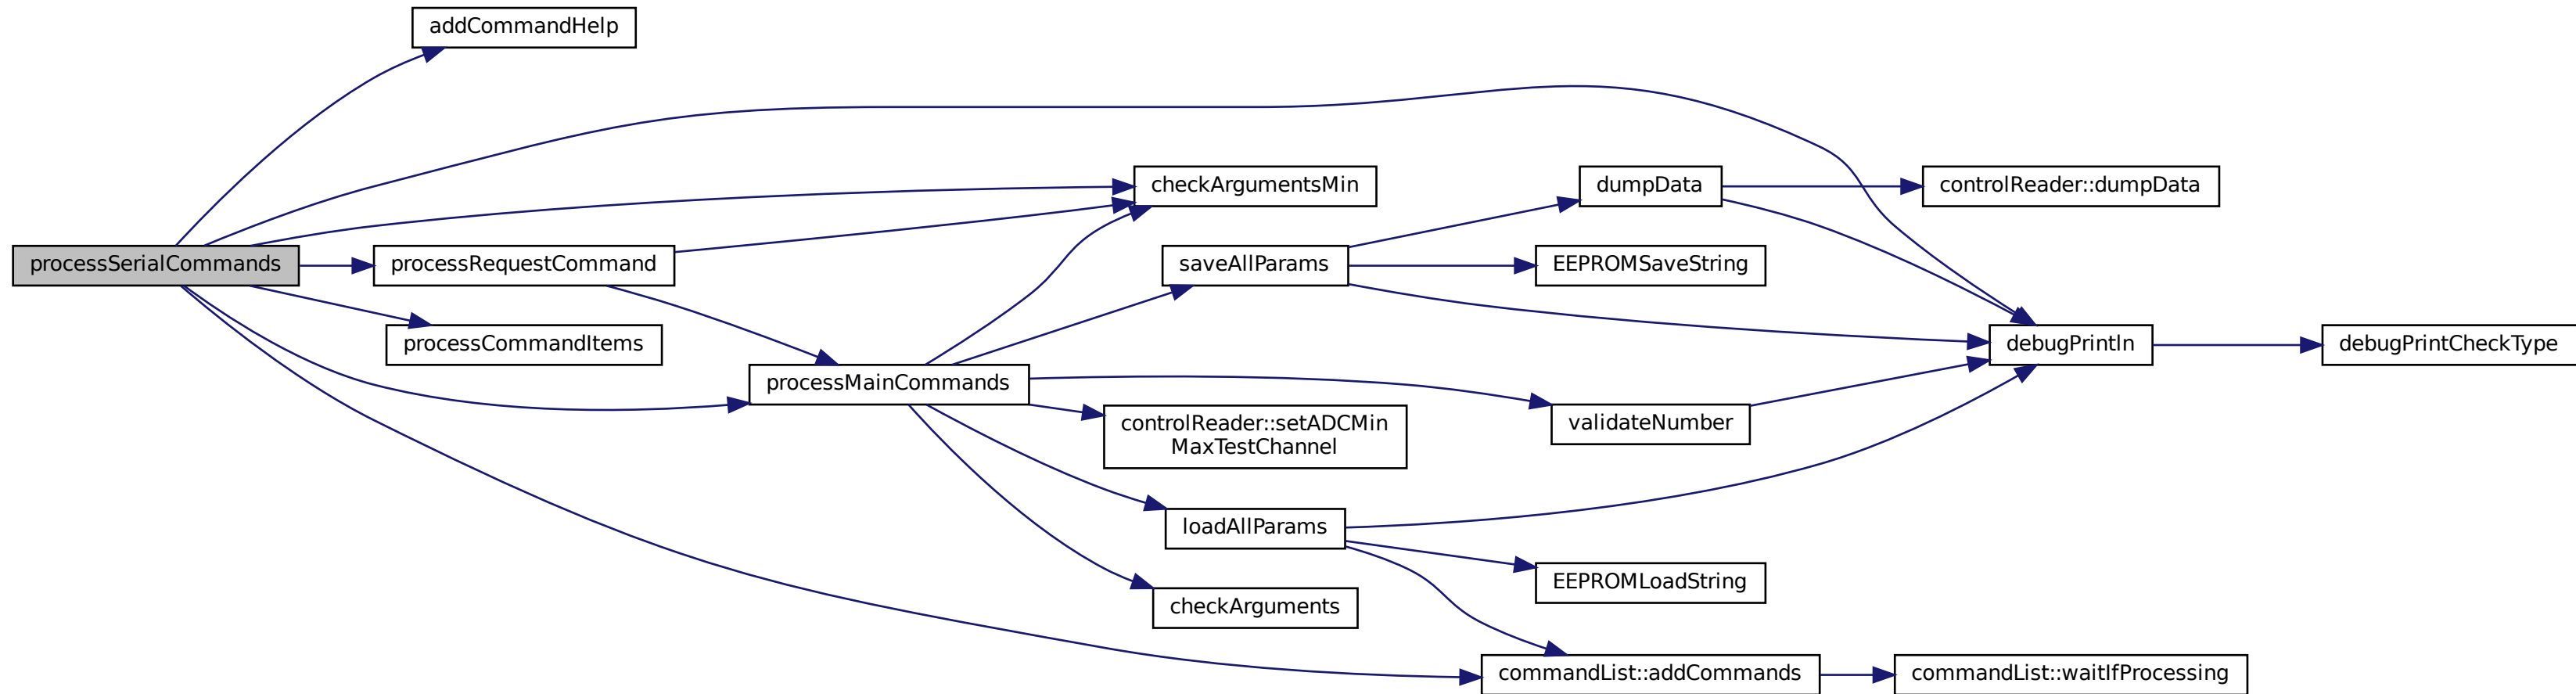 addCommandHelp
checkArgumentsMin
dumpData
controlReader::dumpData
processSerialCommands
processRequestCommand
saveAllParams
EEPROMSaveString
processCommandItems
debugPrintln
debugPrintCheckType
processMainCommands
controlReader::setADCMin
MaxTestChannel
validateNumber
loadAllParams
EEPROMLoadString
checkArguments
commandList::addCommands
commandList::waitIfProcessing